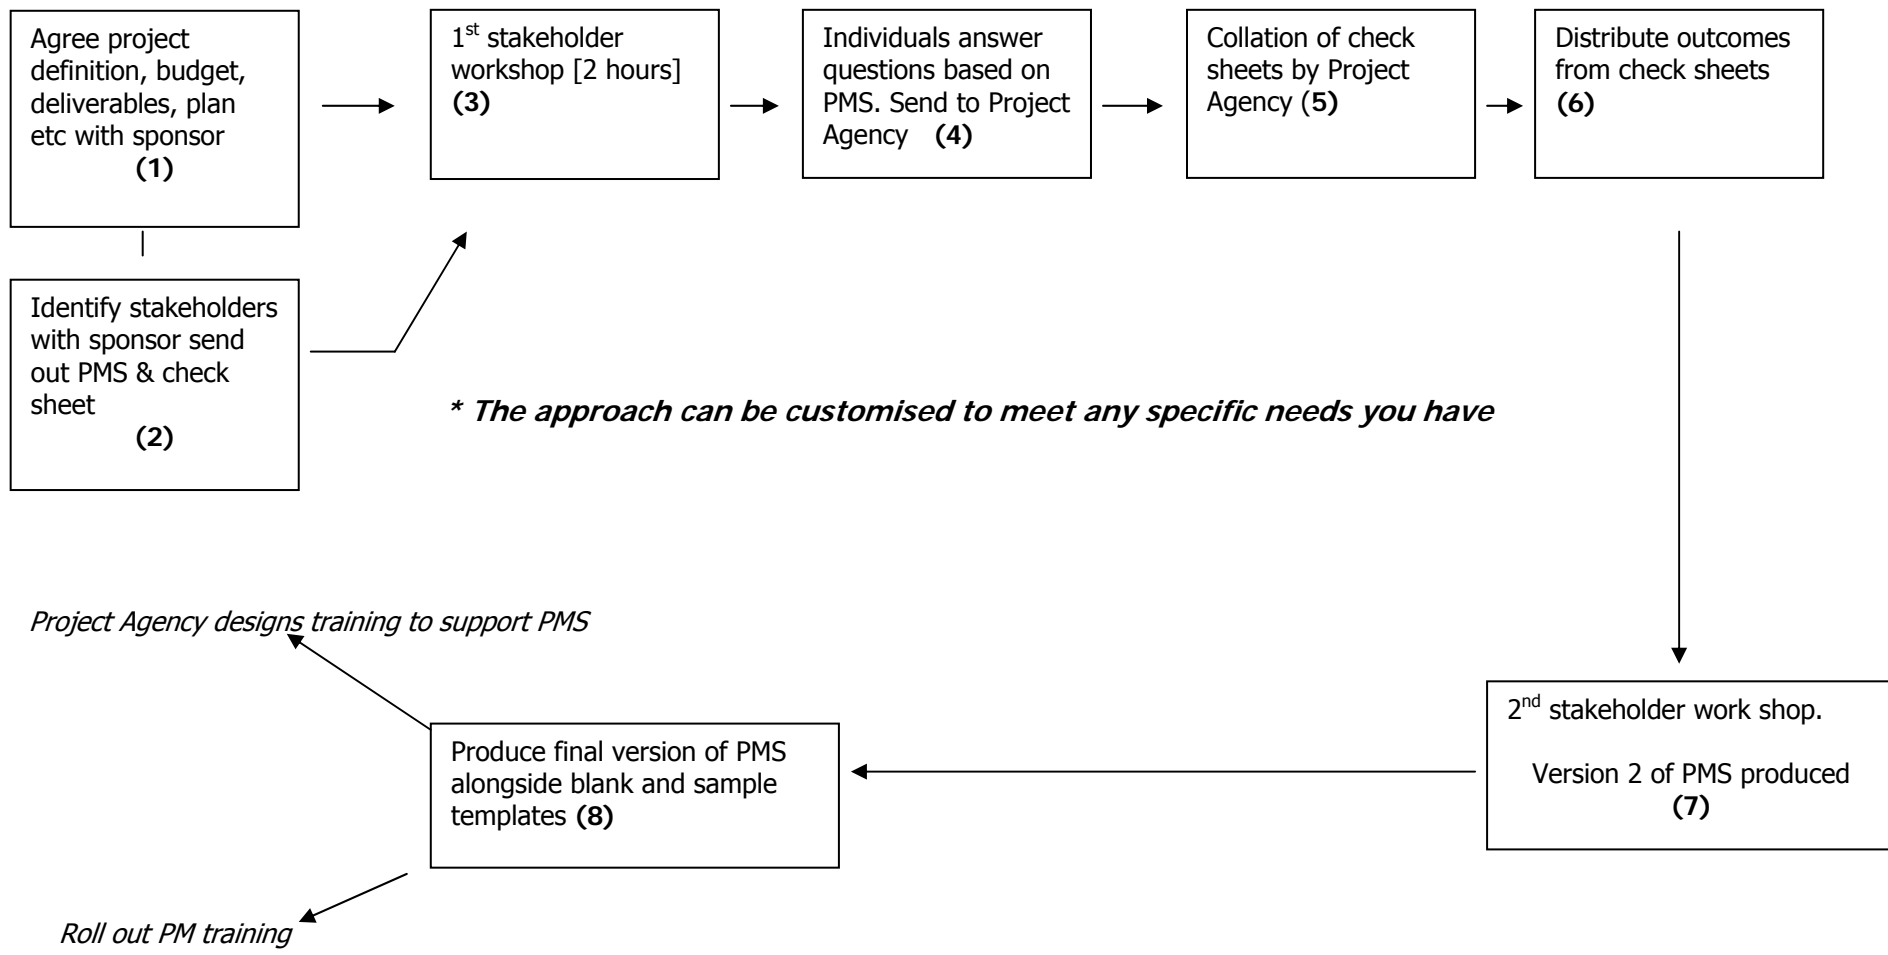 Agree project
definition, budget,
deliverables, plan
etc with sponsor
(1)
1st stakeholder
workshop [2 hours]
(3)
Individuals answer
questions based on
PMS. Send to Project
Agency (4)
Collation of check
sheets by Project
Agency (5)
Distribute outcomes
from check sheets
(6)
Identify stakeholders
with sponsor send
out PMS & check
sheet
(2)
* The approach can be customised to meet any specific needs you have
Project Agency designs training to support PMS
2nd stakeholder work shop.
Version 2 of PMS produced
(7)
Produce final version of PMS
alongside blank and sample
templates (8)
Roll out PM training